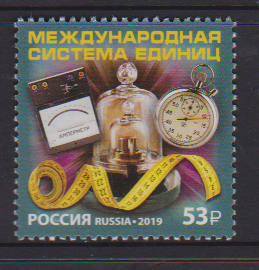 МЕЖДУНАРОДНАЯ
СИСТЕМА ЕДИНИЦ
АМПЕРМЕТР
РОССИЯ RUSSIA•2019 53₽